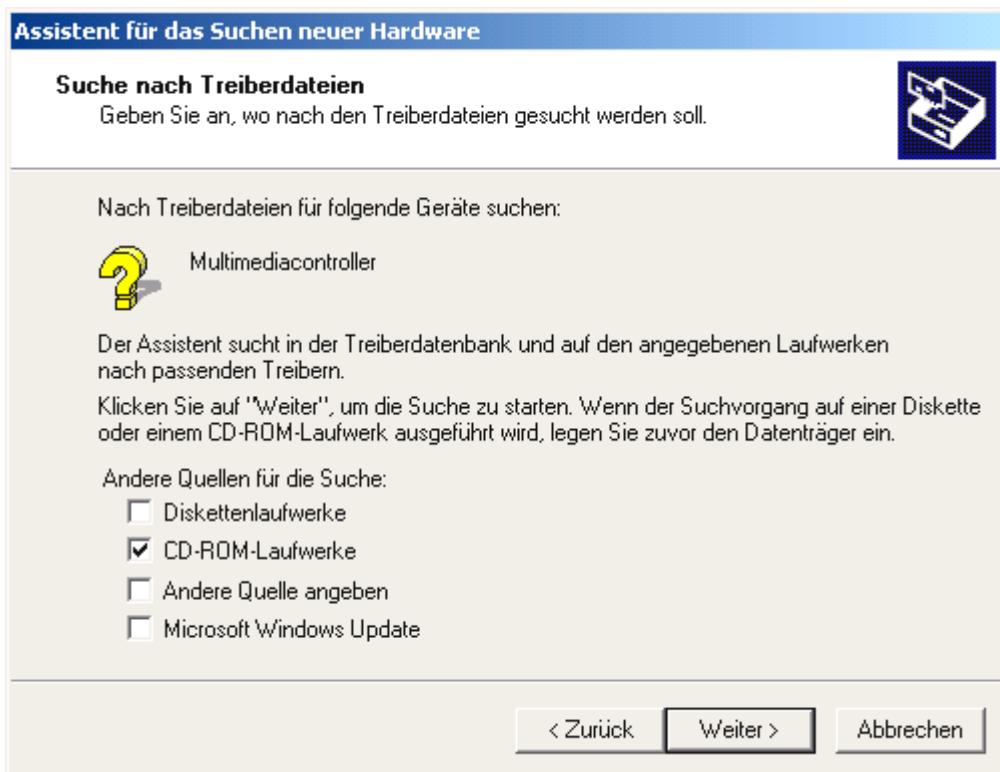 Assistent für das Suchen neuer Hardware
Suche nach Treiberdateien
Geben Sie an, wo nach den Treiberdateien gesucht werden soll.
Nach Treiberdateien für folgende Geräte suchen:
Multimediacontroller
Der Assistent sucht in der Treiberdatenbank und auf den angegebenen Laufwerken
nach passenden Treibern.
Klicken Sie auf "Weiter", um die Suche zu starten. Wenn der Suchvorgang auf einer Diskette
oder einem CD-ROM-Laufwerk ausgeführt wird, legen Sie zuvor den Datenträger ein.
Andere Quellen für die Suche:
Diskettenlaufwerke
CD-ROM-Laufwerke
Andere Quelle angeben
Microsoft Windows Update
< Zurück Weiter > Abbrechen